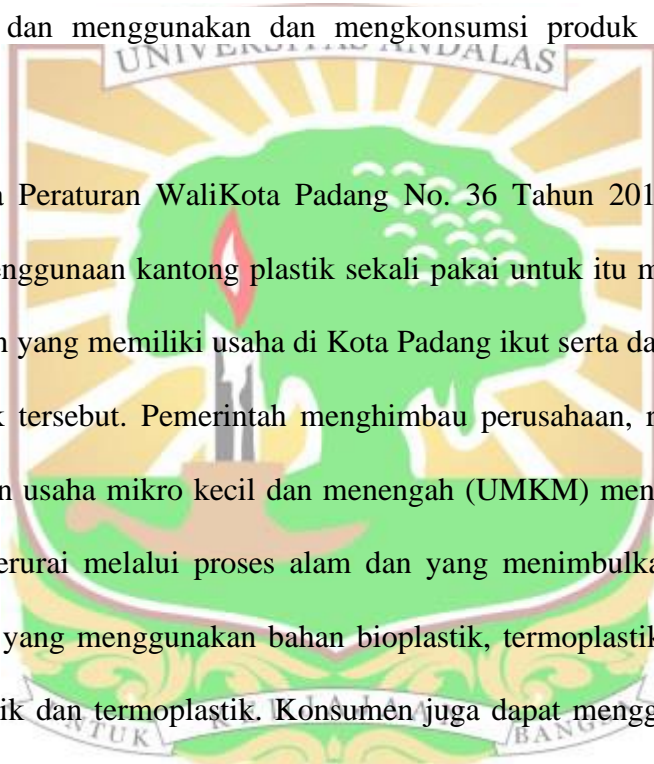 dan menggunakan dan mengkonsumsi produk
UNIVERSITAS ANDALAS
Peraturan WaliKota Padang No. 36 Tahun 201
enggunaan kantong plastik sekali pakai untuk itu m
n yang memiliki usaha di Kota Padang ikut serta da
k tersebut. Pemerintah menghimbau perusahaan, r
n usaha mikro kecil dan menengah (UMKM) men
erurai melalui proses alam dan yang menimbulka
yang menggunakan bahan bioplastik, termoplastik
ik dan termoplastik. Konsumen juga dapat mengg
UNTUK KEDJAJAAN BANGSA